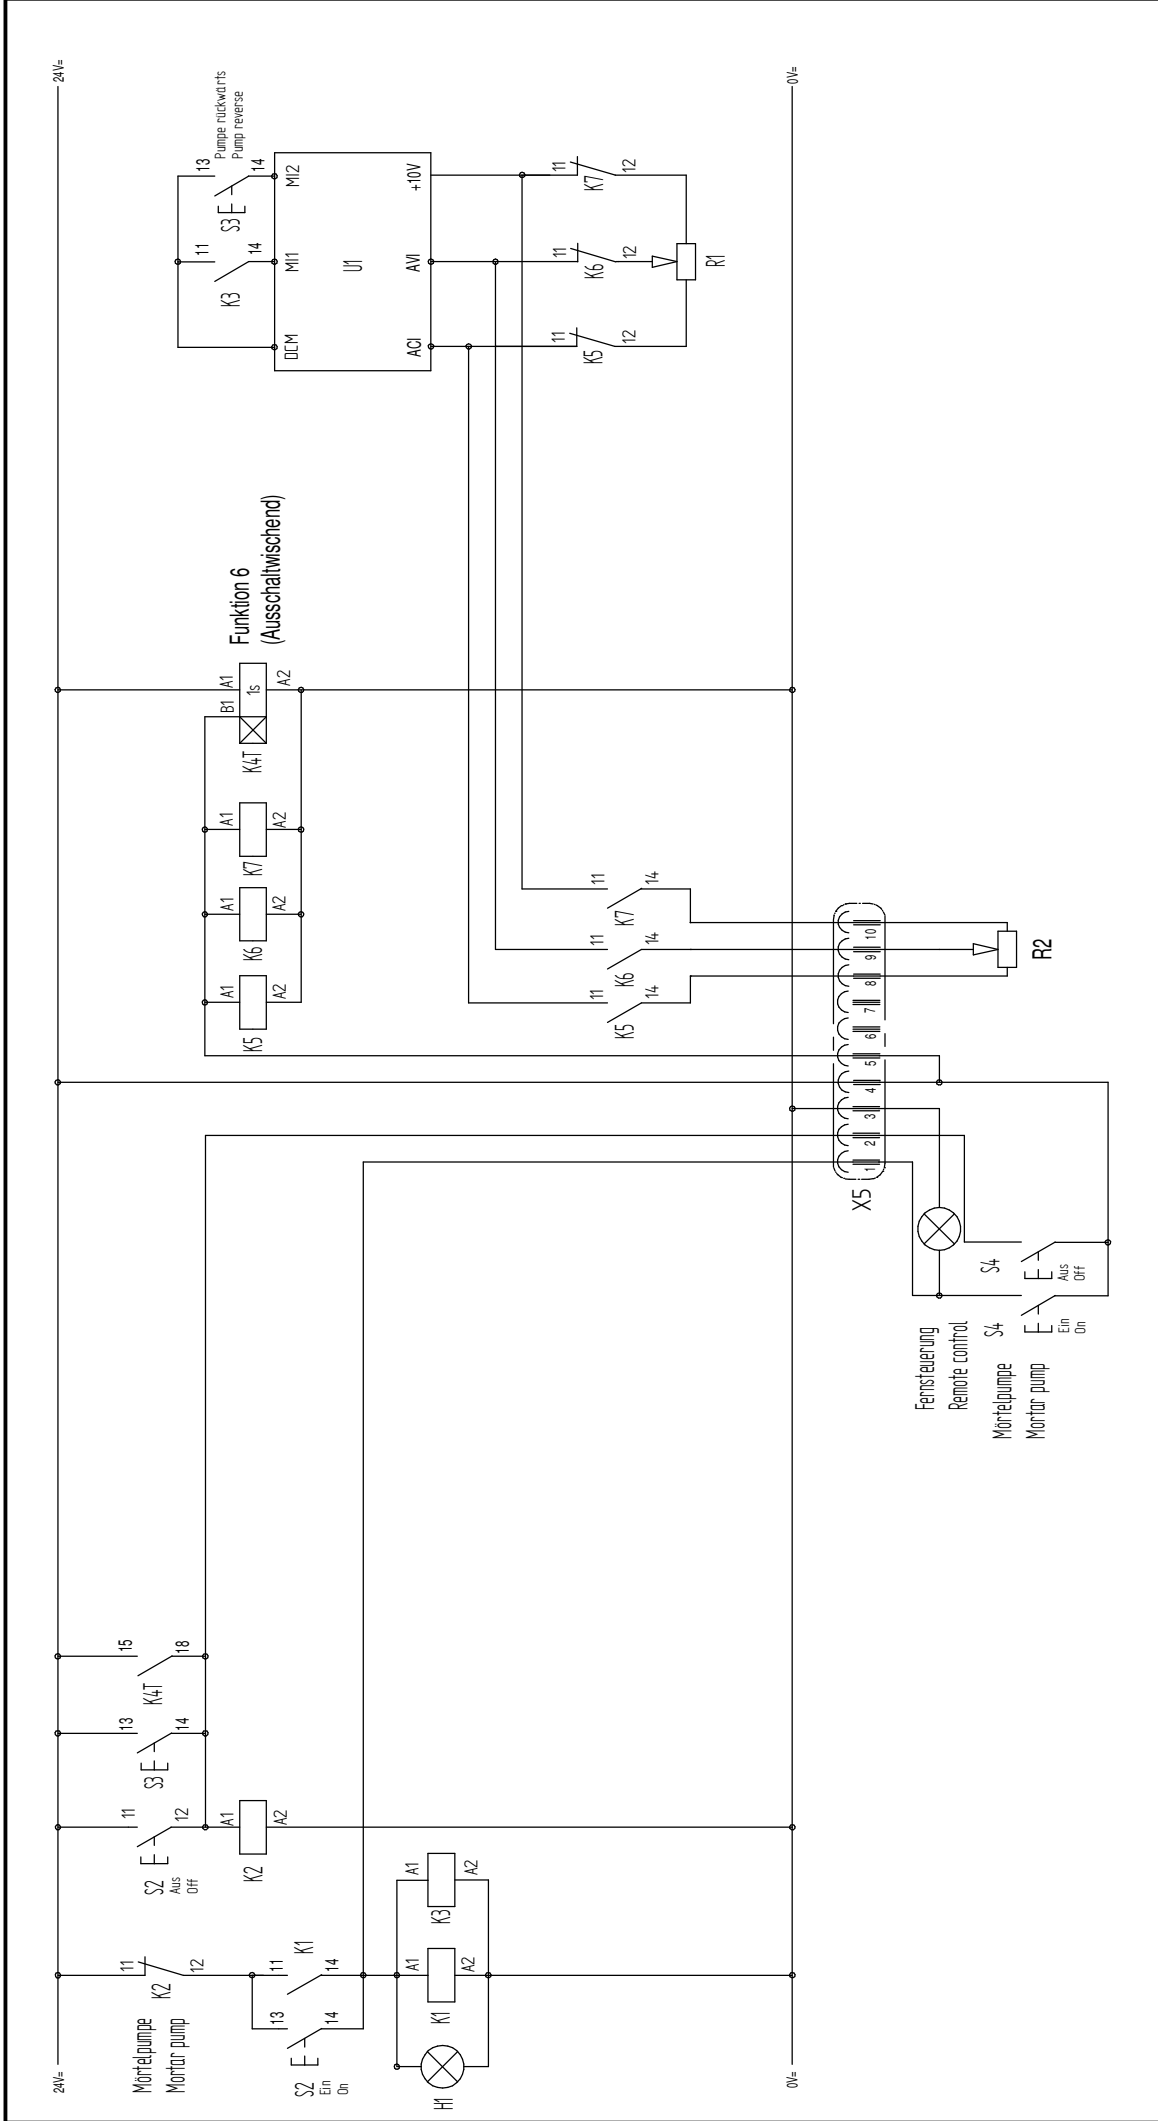 24V=
24V=
Mörtelpumpe
Mortar pump
11
K2
12
13
14
S2
Ein
On
11
K1
14
H1
A1
K1
A2
A1
K3
A2
11
12
S2
Aus
Off
A1
K2
A2
13
S3
14
15
K4T
18
0V=
0V=
Fernsteuerung
Remote control
Mörtelpumpe
Mortar pump
S4
Ein
On
S4
Aus
Off
X5
1
2
3
4
5
6
7
8
9
10
R2
A1
K5
A2
A1
K6
A2
A1
K7
A2
B1
A1
K4T
1s
A2
Funktion 6
(Ausschaltwischend)
11
K5
14
11
K6
14
11
K7
14
11
K3
14
13
S3
14
Pumpe rückwärts
Pump reverse
DCM
MI1
MI2
U1
ACI
AVI
+10V
11
K5
12
11
K6
12
11
K7
12
R1